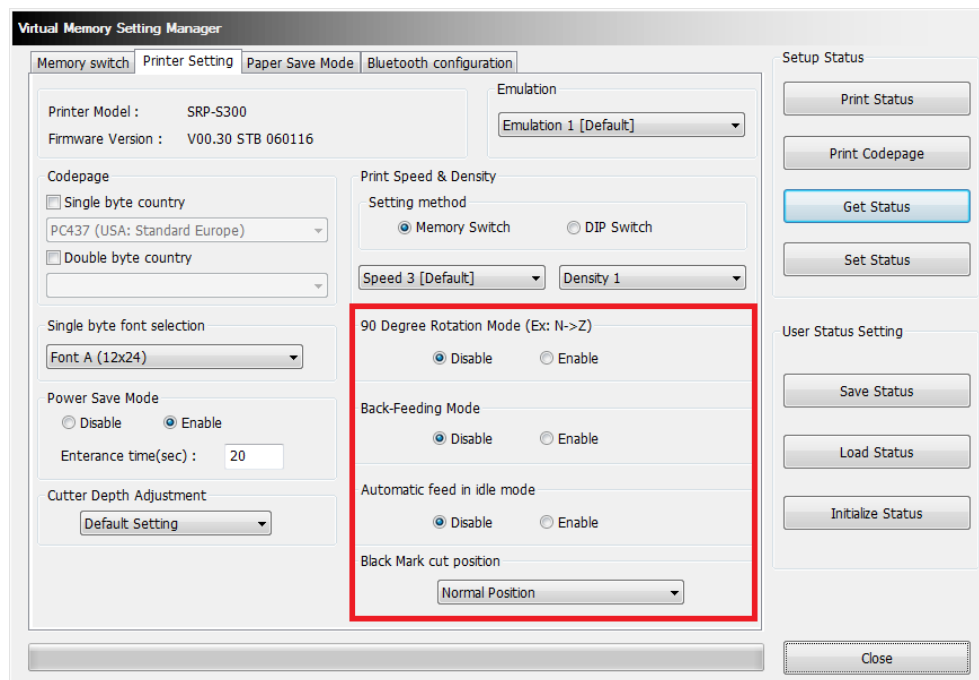 Virtual Memory Setting Manager
Memory switch Printer Setting Paper Save Mode Bluetooth configuration
Printer Model : SRP-S300
Firmware Version : V00.30 STB 060116
Emulation
Emulation 1 [Default]
Codepage
Single byte country
PC437 (USA: Standard Europe)
Double byte country
Print Speed & Density
Setting method
Memory Switch DIP Switch
Speed 3 [Default] Density 1
Single byte font selection
Font A (12x24)
Power Save Mode
Disable Enable
Enterance time(sec) : 20
Cutter Depth Adjustment
Default Setting
90 Degree Rotation Mode (Ex: N->Z)
Disable Enable
Back-Feeding Mode
Disable Enable
Automatic feed in idle mode
Disable Enable
Black Mark cut position
Normal Position
Setup Status
Print Status
Print Codepage
Get Status
Set Status
User Status Setting
Save Status
Load Status
Initialize Status
Close